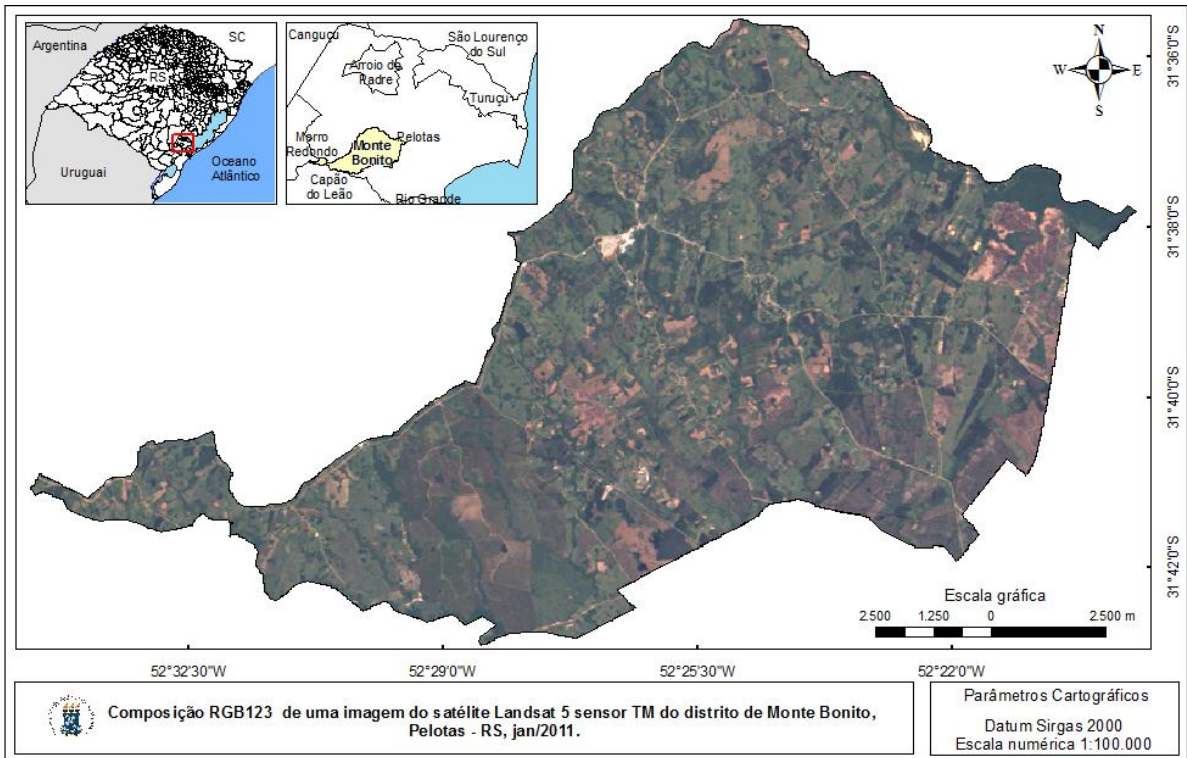 Argentina
SC
RS
Uruguai
Oceano
Atlântico
Canguçu
São Lourenço
do Sul
Arroio do
Padre
Turuçu
Morro
Redondo
Pelotas
Monte
Bonito
Capão
do Leão
Rio Grande
N
W
E
S
31°36'0"S
31°38'0"S
31°40'0"S
31°42'0"S
Escala gráfica
2.500 1.250 0 2.500 m
52°32'30"W 52°29'0"W 52°25'30"W 52°22'0"W
Composição RGB123 de uma imagem do satélite Landsat 5 sensor TM do distrito de Monte Bonito,
Pelotas - RS, jan/2011.
Parâmetros Cartográficos
Datum Sirgas 2000
Escala numérica 1:100.000